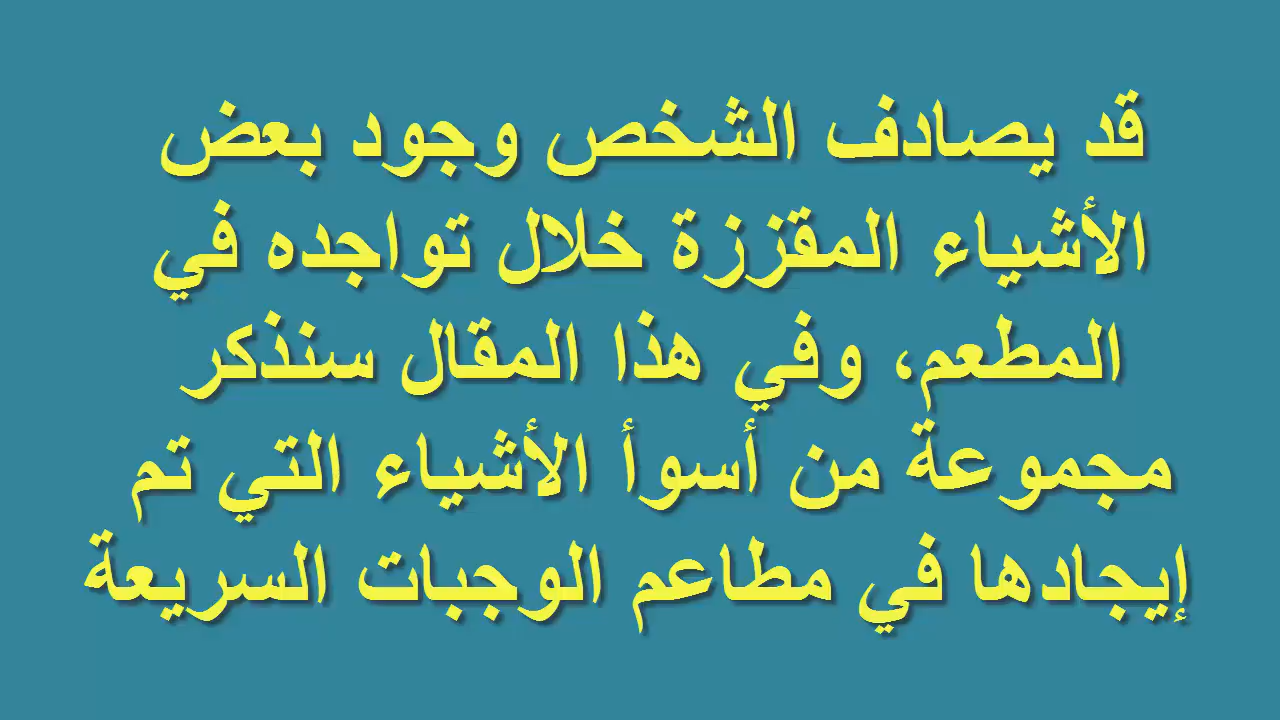 قد يصادف الشخص وجود بعض
الأشياء المقززة خلال تواجده في
المطعم، وفي هذا المقال سنذكر
مجموعة من أسوأ الأشياء التي تم
إيجادها في مطاعم الوجبات السريعة